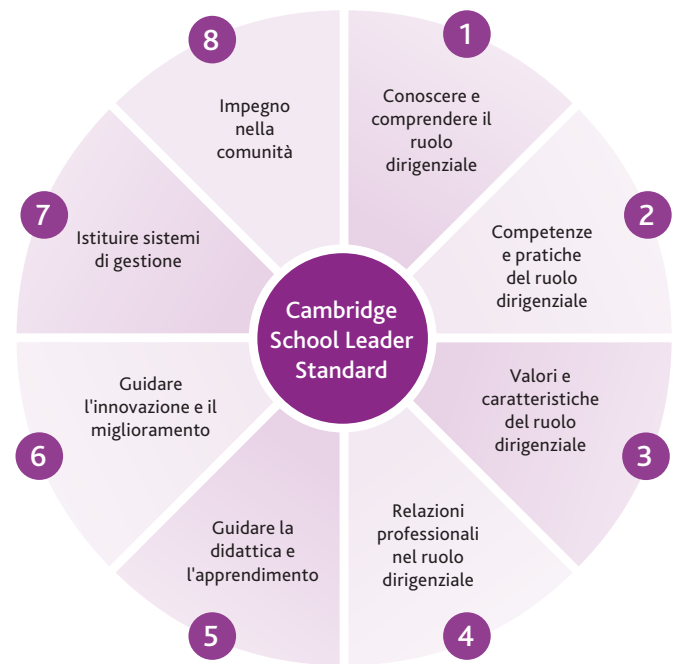 Cambridge
School Leader
Standard
1
Conoscere e
comprendere il
ruolo
dirigenziale
2
Competenze
e pratiche
del ruolo
dirigenziale
3
Valori e
caratteristiche
del ruolo
dirigenziale
4
Relazioni
professionali
nel ruolo
dirigenziale
5
Guidare la
didattica e
l'apprendimento
6
Guidare
l'innovazione e il
miglioramento
7
Istituire sistemi
di gestione
8
Impegno
nella
comunità